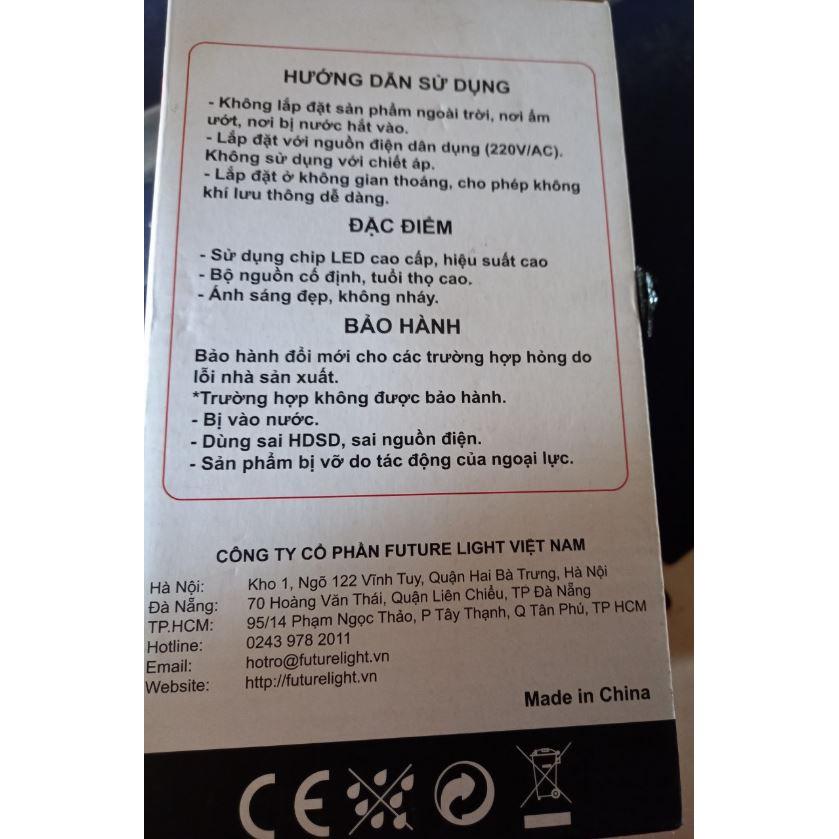 HƯỚNG DẪN SỬ DỤNG
- Không lắp đặt sản phẩm ngoài trời, nơi ẩm
ướt, nơi bị nước hắt vào.
- Lắp đặt với nguồn điện dân dụng (220V/AC).
Không sử dụng với chiết áp.
- Lắp đặt ở không gian thoáng, cho phép không
khí lưu thông dễ dàng.
ĐẶC ĐIỂM
- Sử dụng chip LED cao cấp, hiệu suất cao
- Bộ nguồn cố định, tuổi thọ cao.
- Ánh sáng đẹp, không nháy.
BẢO HÀNH
Bảo hành đổi mới cho các trường hợp hỏng do
lỗi nhà sản xuất.
*Trường hợp không được bảo hành.
- Bị vào nước.
- Dùng sai HDSD, sai nguồn điện.
- Sản phẩm bị vỡ do tác động của ngoại lực.
CÔNG TY CỔ PHẦN FUTURE LIGHT VIỆT NAM
Hà Nội: Kho 1, Ngõ 122 Vĩnh Tuy, Quận Hai Bà Trưng, Hà Nội
Đà Nẵng: 70 Hoàng Văn Thái, Quận Liên Chiểu, TP Đà Nẵng
TP.HCM: 95/14 Phạm Ngọc Thảo, P Tây Thạnh, Q Tân Phú, TP HCM
Hotline: 0243 978 2011
Email: hotro@futurelight.vn
Website: http://futurelight.vn
Made in China
CE